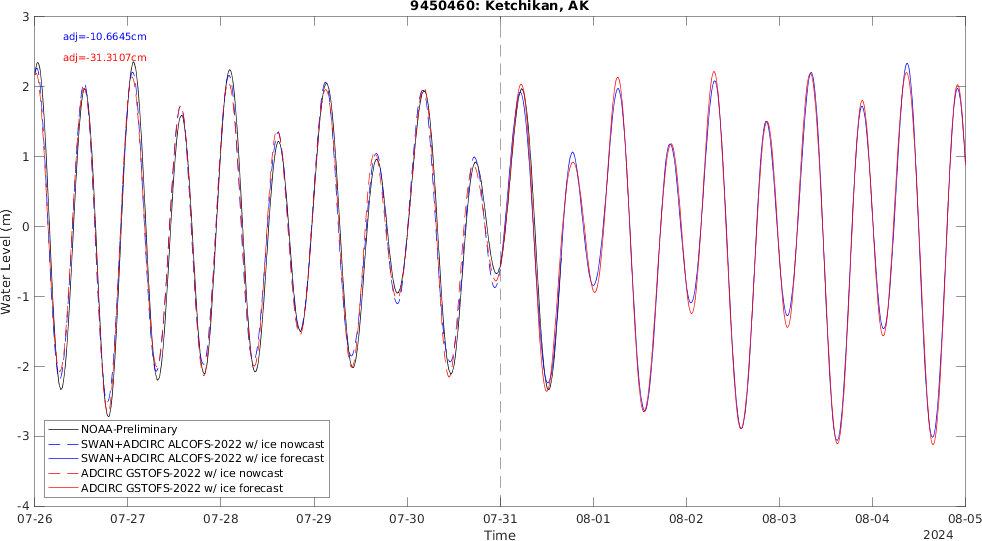 9450460: Ketchikan, AK
adj=-10.6645cm
adj=-31.3107cm
Water Level (m)
3
2
1
0
-1
-2
-3
-4
NOAA-Preliminary
SWAN+ADCIRC ALCOFS-2022 w/ ice nowcast
SWAN+ADCIRC ALCOFS-2022 w/ ice forecast
ADCIRC GSTOFS-2022 w/ ice nowcast
ADCIRC GSTOFS-2022 w/ ice forecast
07-26 07-27 07-28 07-29 07-30 07-31 08-01 08-02 08-03 08-04 08-05
Time
2024